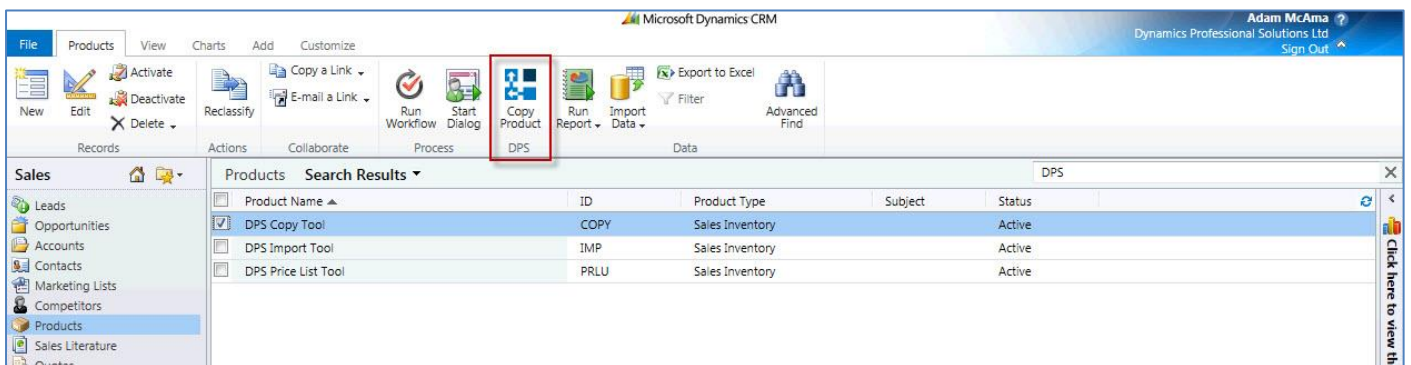 Microsoft Dynamics CRM
Adam McAma
Dynamics Professional Solutions Ltd
Sign Out
File Products View Charts Add Customize
New
Edit
Activate
Deactivate
Delete
Records
Reclassify
Actions
Copy a Link
E-mail a Link
Collaborate
Run Workflow
Start Dialog
Process
Copy Product
DPS
Run Report
Import Data
Export to Excel
Filter
Advanced Find
Data
Sales
Products Search Results
DPS
Leads
Opportunities
Accounts
Contacts
Marketing Lists
Competitors
Products
Sales Literature
Quotes
Product Name ID Product Type Subject Status
DPS Copy Tool COPY Sales Inventory Active
DPS Import Tool IMP Sales Inventory Active
DPS Price List Tool PRLU Sales Inventory Active
Click here to view th